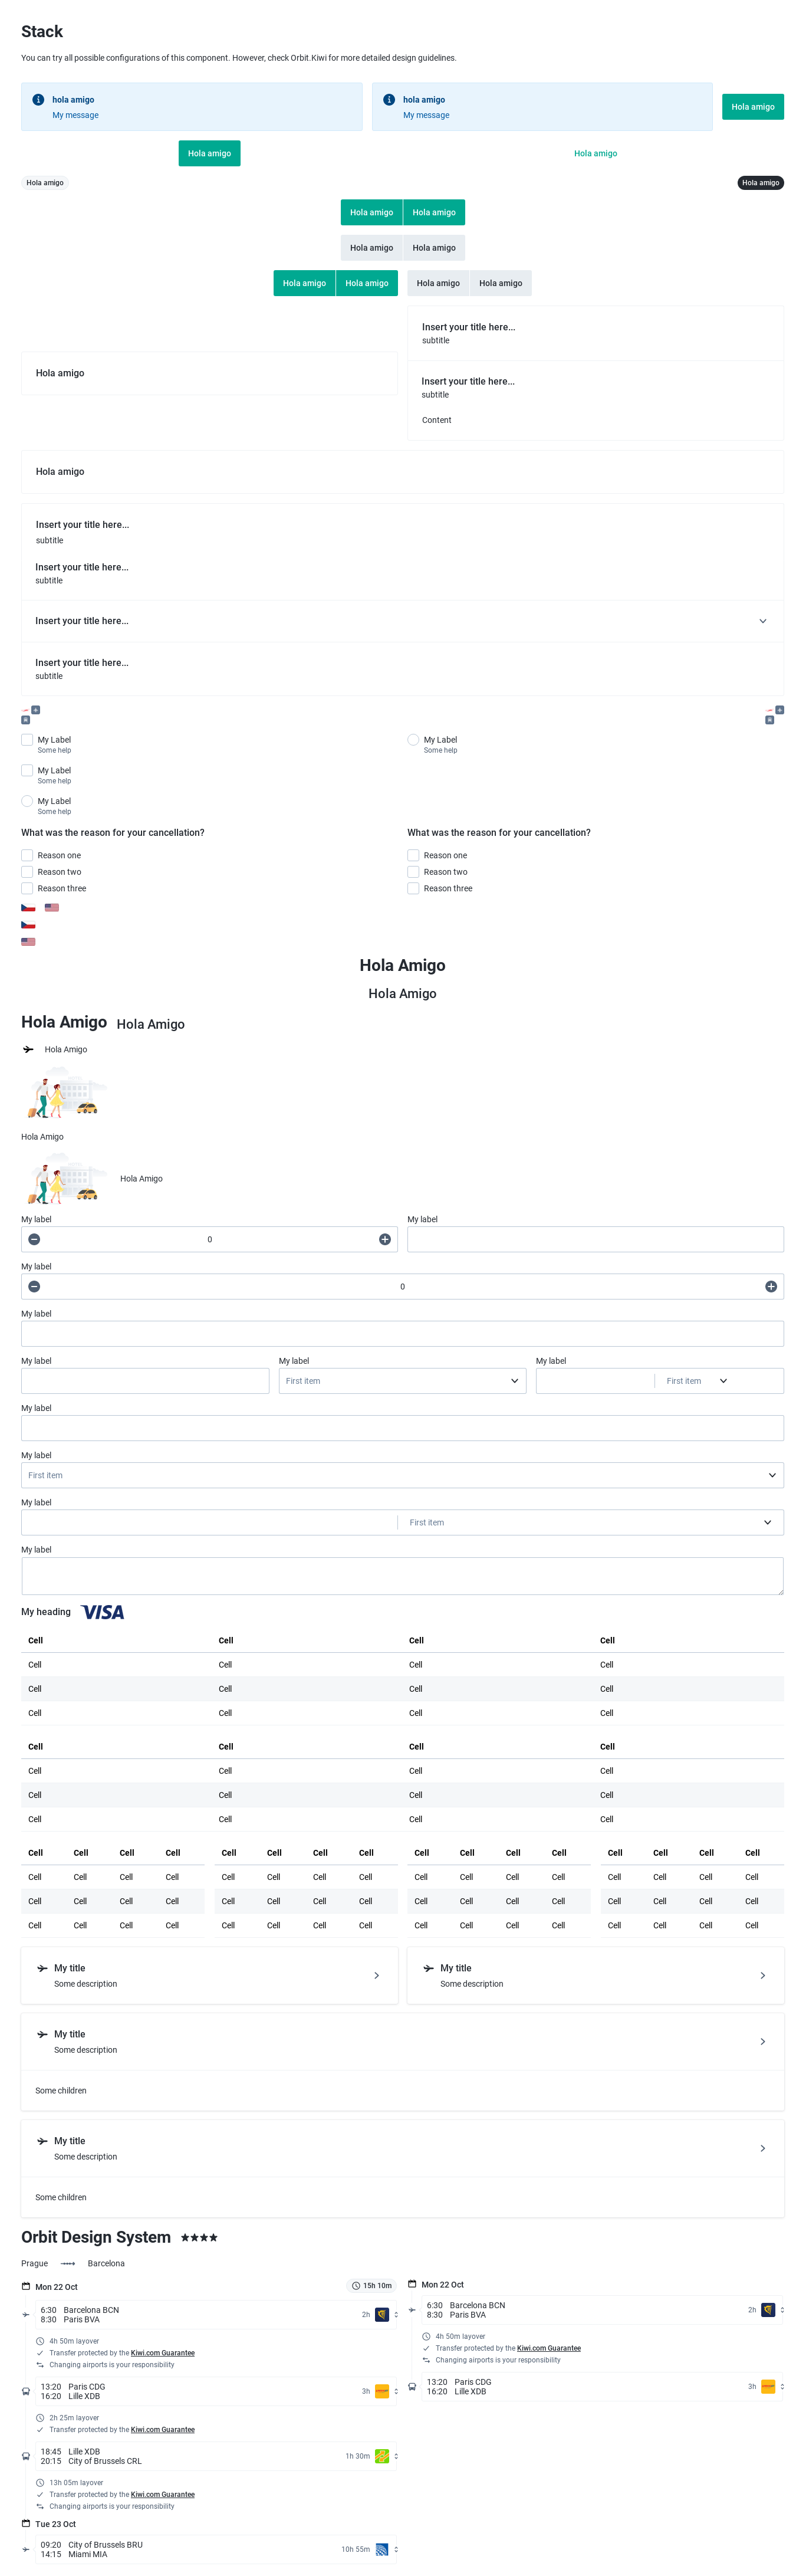 Stack
You can try all possible configurations of this component. However, check Orbit.Kiwi for more detailed design guidelines.
hola amigo
My message
hola amigo
My message
Hola amigo
Hola amigo
Hola amigo
Hola amigo
Hola amigo
Hola amigo Hola amigo
Hola amigo Hola amigo
Hola amigo Hola amigo Hola amigo Hola amigo
Hola amigo
Insert your title here...
subtitle
Insert your title here...
subtitle
Content
Hola amigo
Insert your title here...
subtitle
Insert your title here...
subtitle
Insert your title here...
Insert your title here...
subtitle
My Label
Some help
My Label
Some help
My Label
Some help
My Label
Some help
What was the reason for your cancellation?
Reason one
Reason two
Reason three
What was the reason for your cancellation?
Reason one
Reason two
Reason three
Hola Amigo
Hola Amigo
Hola Amigo Hola Amigo
Hola Amigo
Hola Amigo
Hola Amigo
My label
0
My label
My label
0
My label
My label
My label
First item
My label
First item
My label
My label
First item
My label
First item
My label
My heading VISA
Cell Cell Cell Cell
Cell Cell Cell Cell
Cell Cell Cell Cell
Cell Cell Cell Cell
Cell Cell Cell Cell
Cell Cell Cell Cell
Cell Cell Cell Cell
Cell Cell Cell Cell
Cell Cell Cell Cell Cell Cell Cell Cell Cell Cell Cell Cell Cell Cell Cell Cell
Cell Cell Cell Cell Cell Cell Cell Cell Cell Cell Cell Cell Cell Cell Cell Cell
Cell Cell Cell Cell Cell Cell Cell Cell Cell Cell Cell Cell Cell Cell Cell Cell
Cell Cell Cell Cell Cell Cell Cell Cell Cell Cell Cell Cell Cell Cell Cell Cell
My title
Some description
My title
Some description
My title
Some description
Some children
My title
Some description
Some children
Orbit Design System
Prague Barcelona
Mon 22 Oct 15h 10m
6:30 Barcelona BCN
8:30 Paris BVA
2h
4h 50m layover
Transfer protected by the Kiwi.com Guarantee
Changing airports is your responsibility
13:20 Paris CDG
16:20 Lille XDB
3h
2h 25m layover
Transfer protected by the Kiwi.com Guarantee
18:45 Lille XDB
20:15 City of Brussels CRL
1h 30m
13h 05m layover
Transfer protected by the Kiwi.com Guarantee
Changing airports is your responsibility
Tue 23 Oct
09:20 City of Brussels BRU
14:15 Miami MIA
10h 55m
Mon 22 Oct
6:30 Barcelona BCN
8:30 Paris BVA
2h
4h 50m layover
Transfer protected by the Kiwi.com Guarantee
Changing airports is your responsibility
13:20 Paris CDG
16:20 Lille XDB
3h